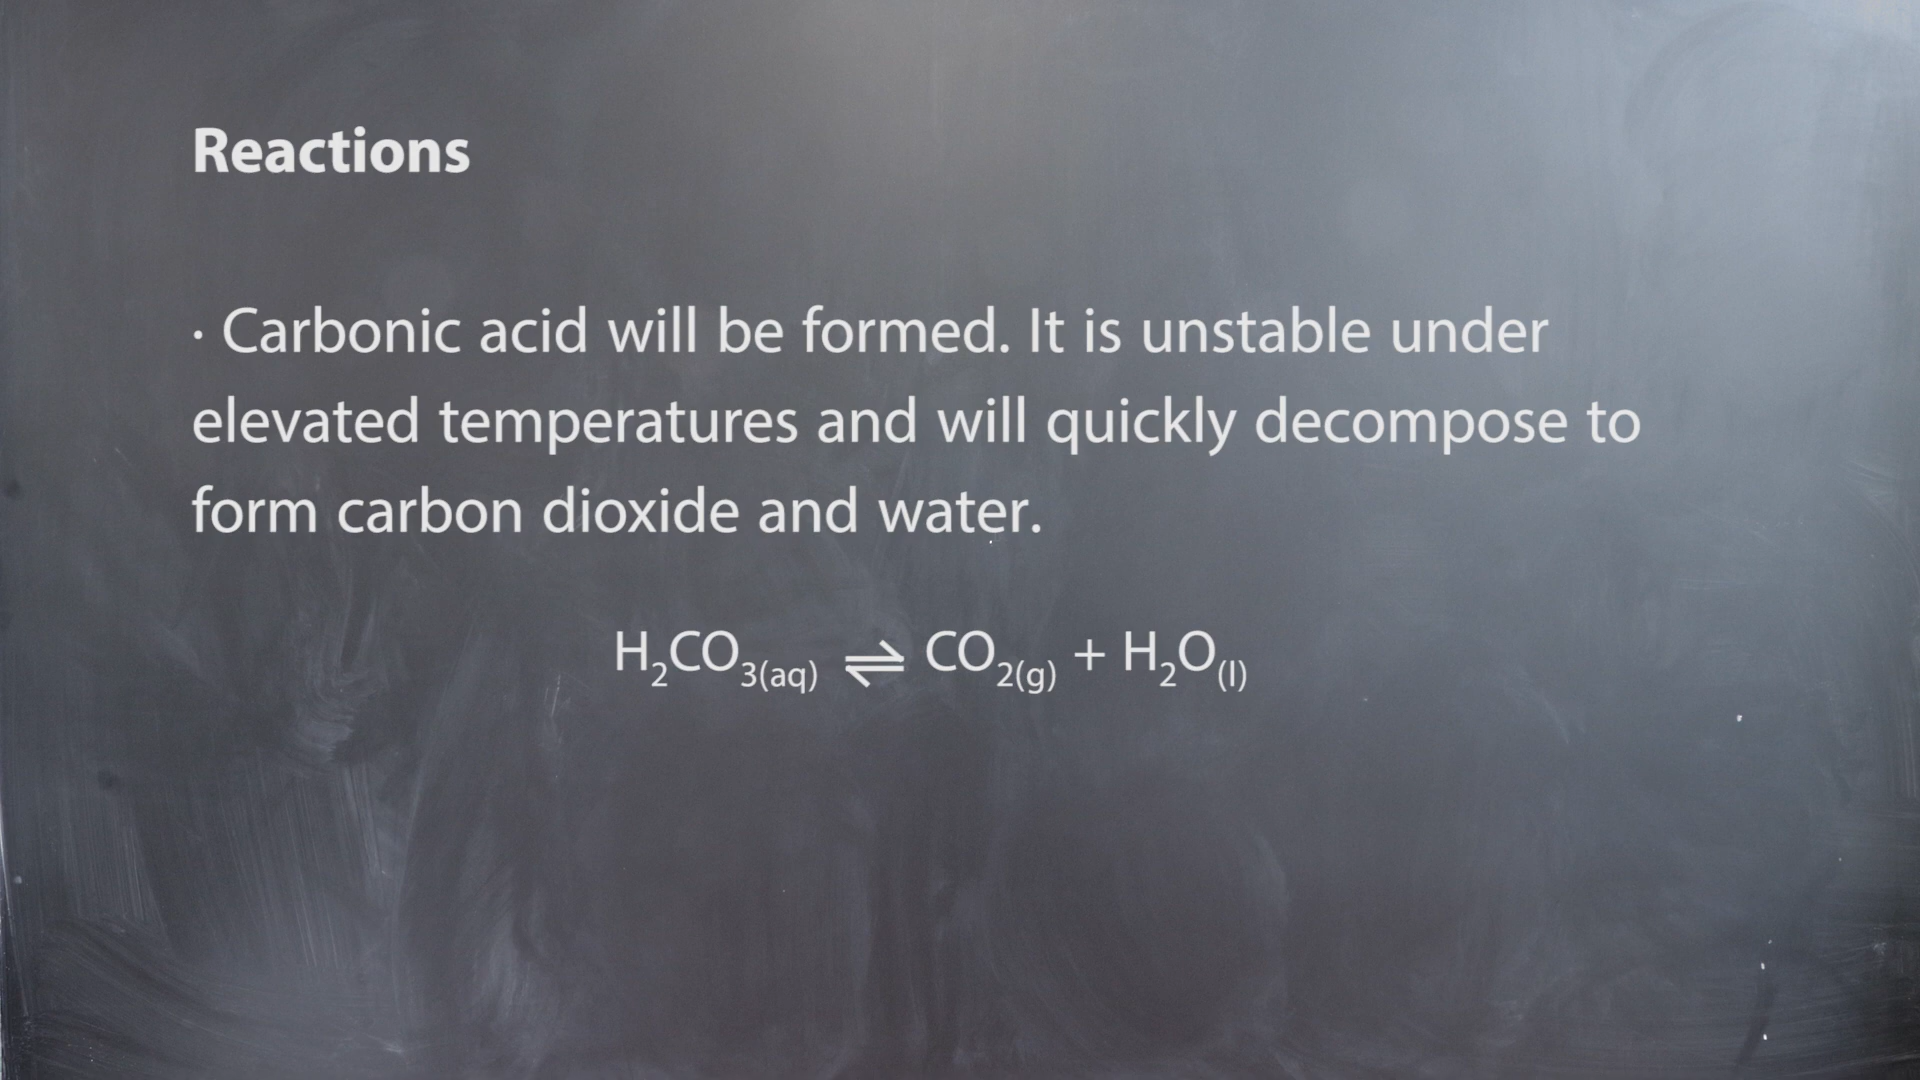 Reactions
· Carbonic acid will be formed. It is unstable under
elevated temperatures and will quickly decompose to
form carbon dioxide and water.
H₂CO₃(aq) ⇌ CO₂(g) + H₂O(l)